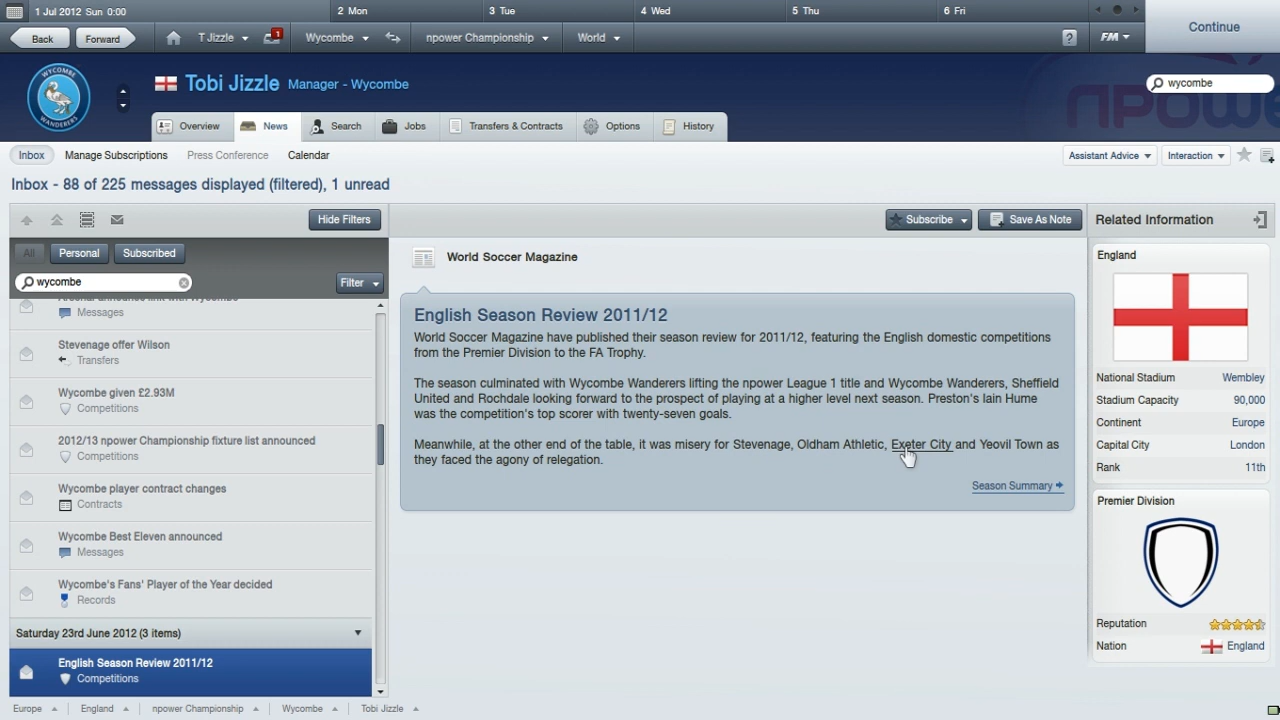 1 Jul 2012 Sun 0:00
2 Mon
3 Tue
4 Wed
5 Thu
6 Fri
Continue
Back
Forward
T Jizzle
1
Wycombe
npower Championship
World
?
FM
WYCOMBE
WANDERERS
Tobi Jizzle Manager - Wycombe
wycombe
Overview
News
Search
Jobs
Transfers & Contracts
Options
History
Inbox
Manage Subscriptions
Press Conference
Calendar
Assistant Advice
Interaction
Inbox - 88 of 225 messages displayed (filtered), 1 unread
Hide Filters
All
Personal
Subscribed
wycombe
Filter
Arsenal announce link with Wycombe
Messages
Stevenage offer Wilson
Transfers
Wycombe given £2.93M
Competitions
2012/13 npower Championship fixture list announced
Competitions
Wycombe player contract changes
Contracts
Wycombe Best Eleven announced
Messages
Wycombe's Fans' Player of the Year decided
Records
Saturday 23rd June 2012 (3 items)
English Season Review 2011/12
Competitions
Subscribe
Save As Note
World Soccer Magazine
English Season Review 2011/12
World Soccer Magazine have published their season review for 2011/12, featuring the English domestic competitions
from the Premier Division to the FA Trophy.
The season culminated with Wycombe Wanderers lifting the npower League 1 title and Wycombe Wanderers, Sheffield
United and Rochdale looking forward to the prospect of playing at a higher level next season. Preston's Iain Hume
was the competition's top scorer with twenty-seven goals.
Meanwhile, at the other end of the table, it was misery for Stevenage, Oldham Athletic, Exeter City and Yeovil Town as
they faced the agony of relegation.
Season Summary
Related Information
England
National Stadium Wembley
Stadium Capacity 90,000
Continent Europe
Capital City London
Rank 11th
Premier Division
Reputation
Nation England
Europe
England
npower Championship
Wycombe
Tobi Jizzle